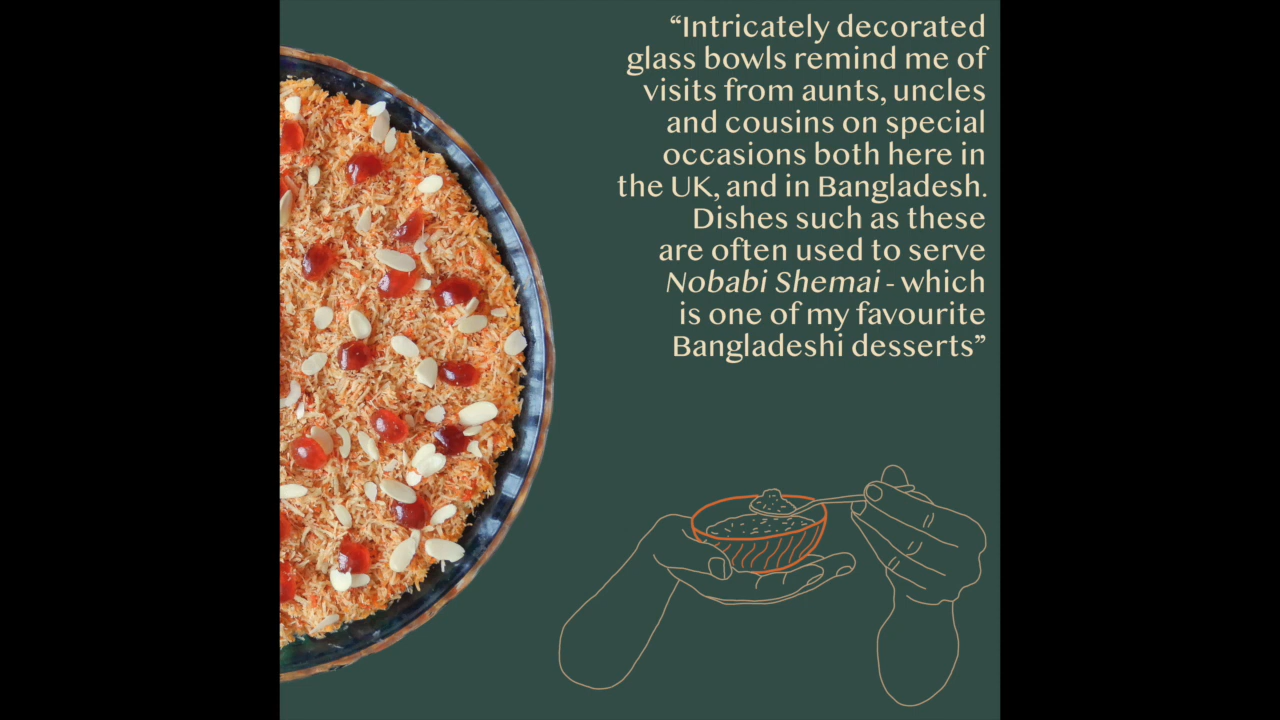 “Intricately decorated
glass bowls remind me of
visits from aunts, uncles
and cousins on special
occasions both here in
the UK, and in Bangladesh.
Dishes such as these
are often used to serve
Nobabi Shemai - which
is one of my favourite
Bangladeshi desserts”